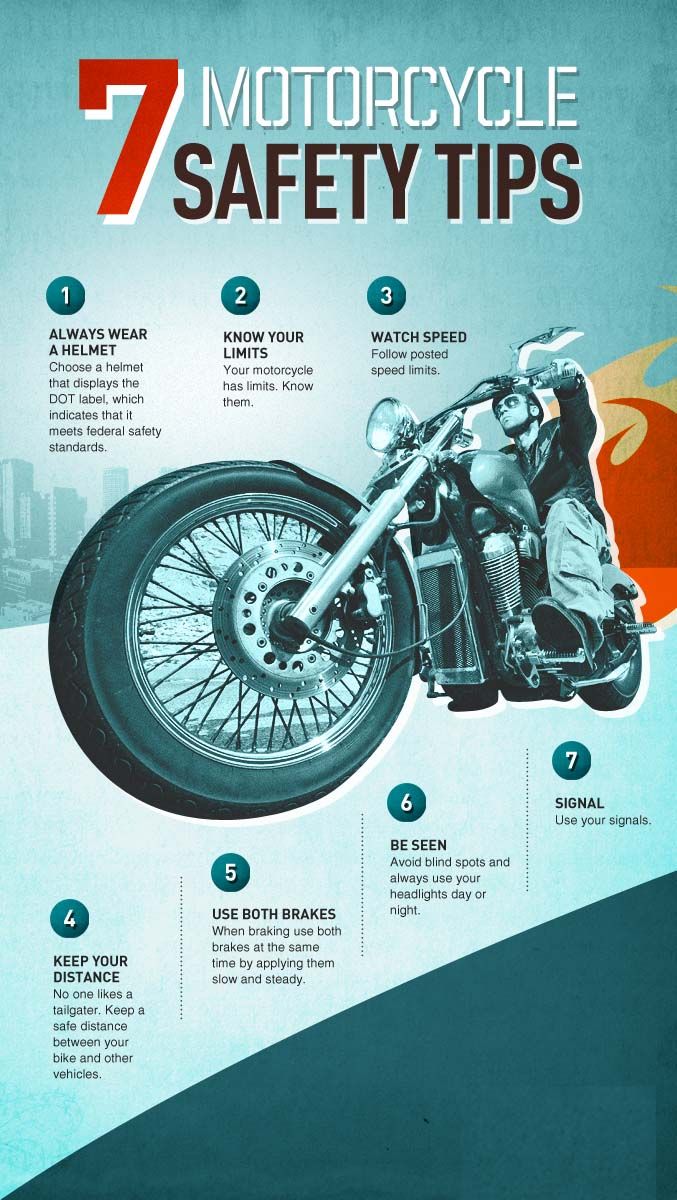 7 MOTORCYCLE
SAFETY TIPS
1
ALWAYS WEAR
A HELMET
Choose a helmet
that displays the
DOT label, which
indicates that it
meets federal safety
standards.
2
KNOW YOUR
LIMITS
Your motorcycle
has limits. Know
them.
3
WATCH SPEED
Follow posted
speed limits.
4
KEEP YOUR
DISTANCE
No one likes a
tailgater. Keep a
safe distance
between your
bike and other
vehicles.
5
USE BOTH BRAKES
When braking use both
brakes at the same
time by applying them
slow and steady.
6
BE SEEN
Avoid blind spots and
always use your
headlights day or
night.
7
SIGNAL
Use your signals.